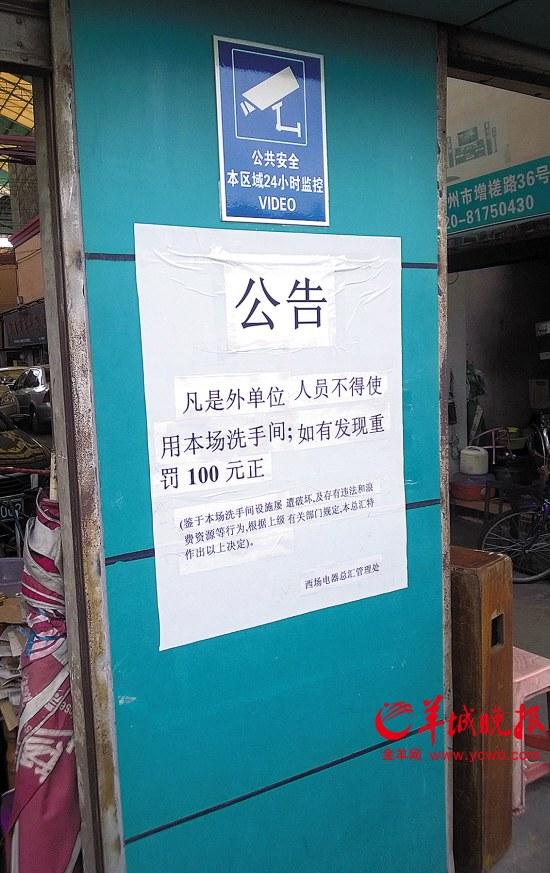 公共安全
本区域24小时监控
VIDEO
州市增槎路36号
20-81750430
公告
凡是外单位 人员不得使
用本场洗手间;如有发现重
罚 100 元正
(鉴于本场洗手间设施屡 遭破坏,及存有违法和浪
费资源等行为,根据上级 有关部门规定,本总汇特
作出以上决定)。
西场电器总汇管理处
羊城晚报
金羊网 www.ycwb.com